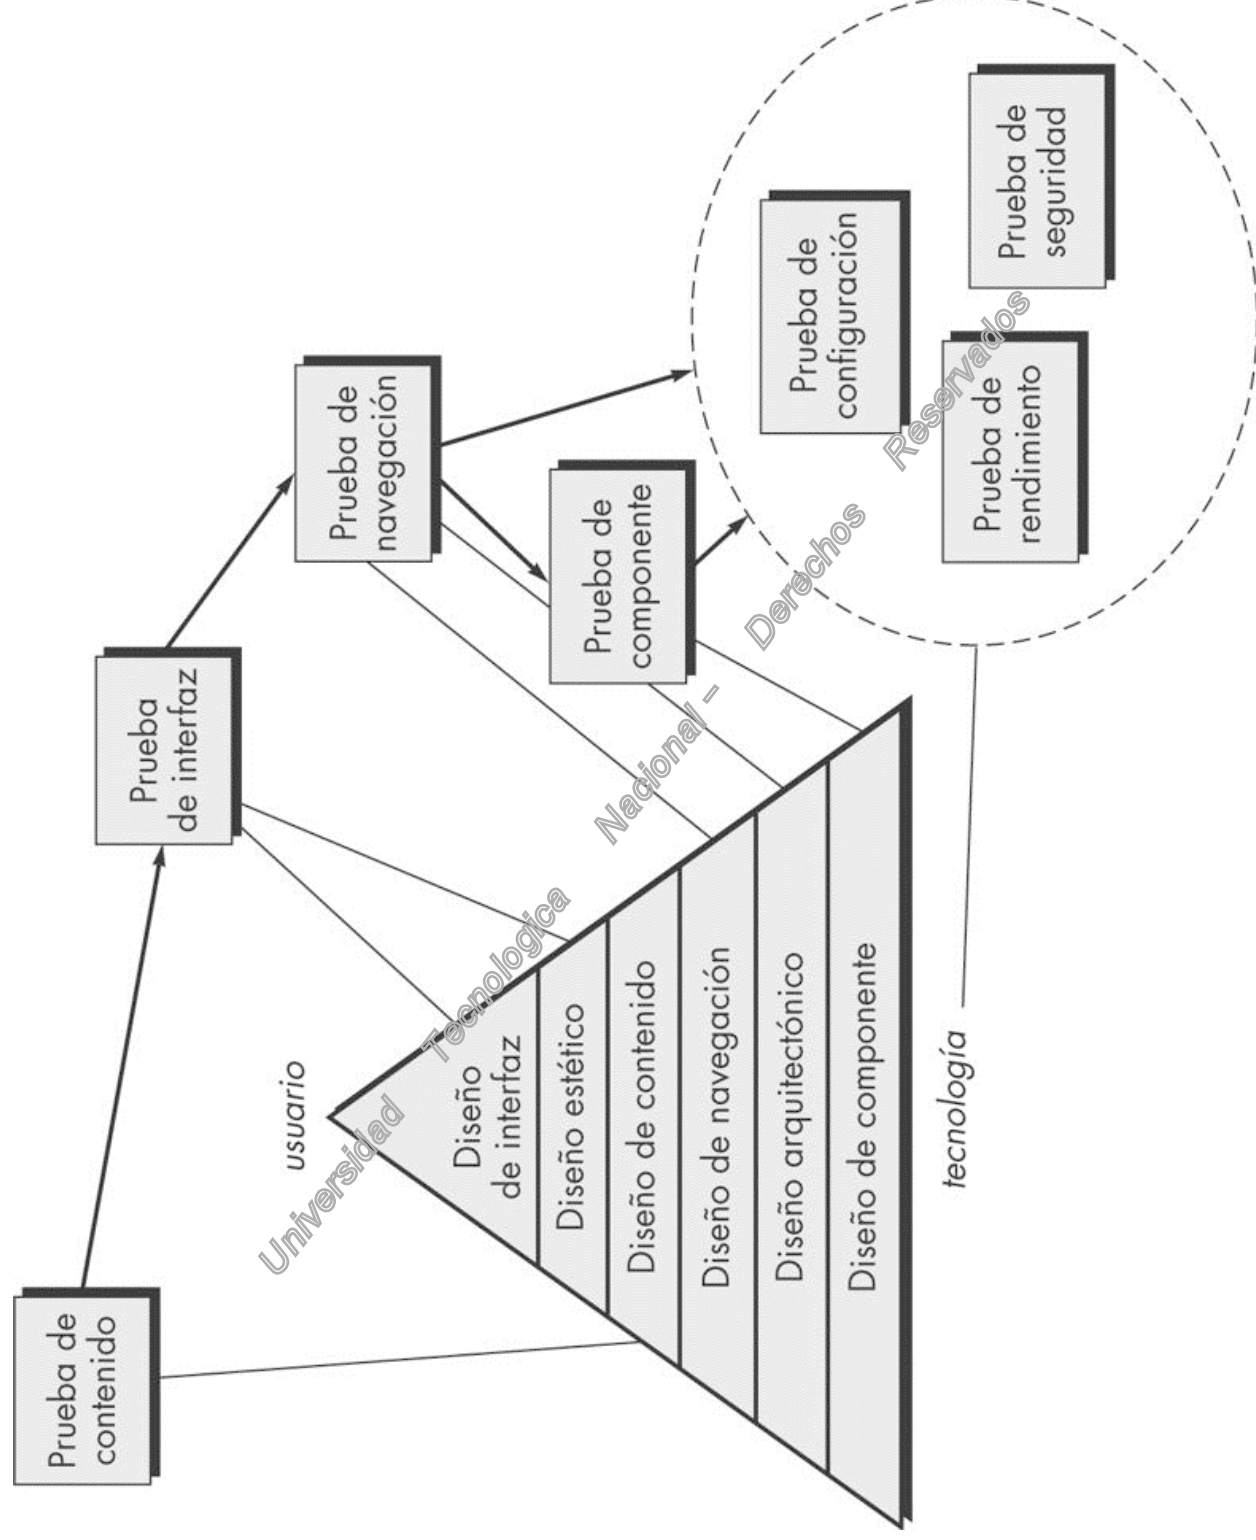 Prueba de
contenido
Prueba
de interfaz
Prueba de
navegación
Prueba de
componente
usuario
Diseño
de interfaz
Diseño estético
Diseño de contenido
Diseño de navegación
Diseño arquitectónico
Diseño de componente
tecnología
Prueba de
configuración
Prueba de
rendimiento
Prueba de
seguridad
Universidad Tecnologica Nacional – Derechos Reservados